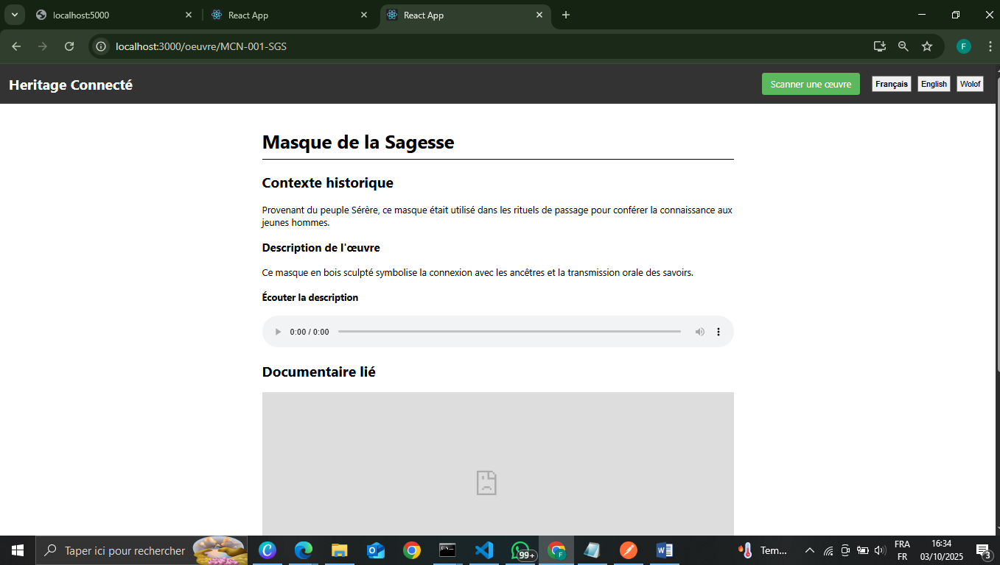 localhost:5000
React App
React App
localhost:3000/oeuvre/MCN-001-SGS
F
Heritage Connecté
Scanner une œuvre
Français
English
Wolof
Masque de la Sagesse
Contexte historique
Provenant du peuple Sérère, ce masque était utilisé dans les rituels de passage pour conférer la connaissance aux
jeunes hommes.
Description de l'œuvre
Ce masque en bois sculpté symbolise la connexion avec les ancêtres et la transmission orale des savoirs.
Écouter la description
0:00 / 0:00
Documentaire lié
Taper ici pour rechercher
99+
F
Tem...
FRA
FR
16:34
03/10/2025
3